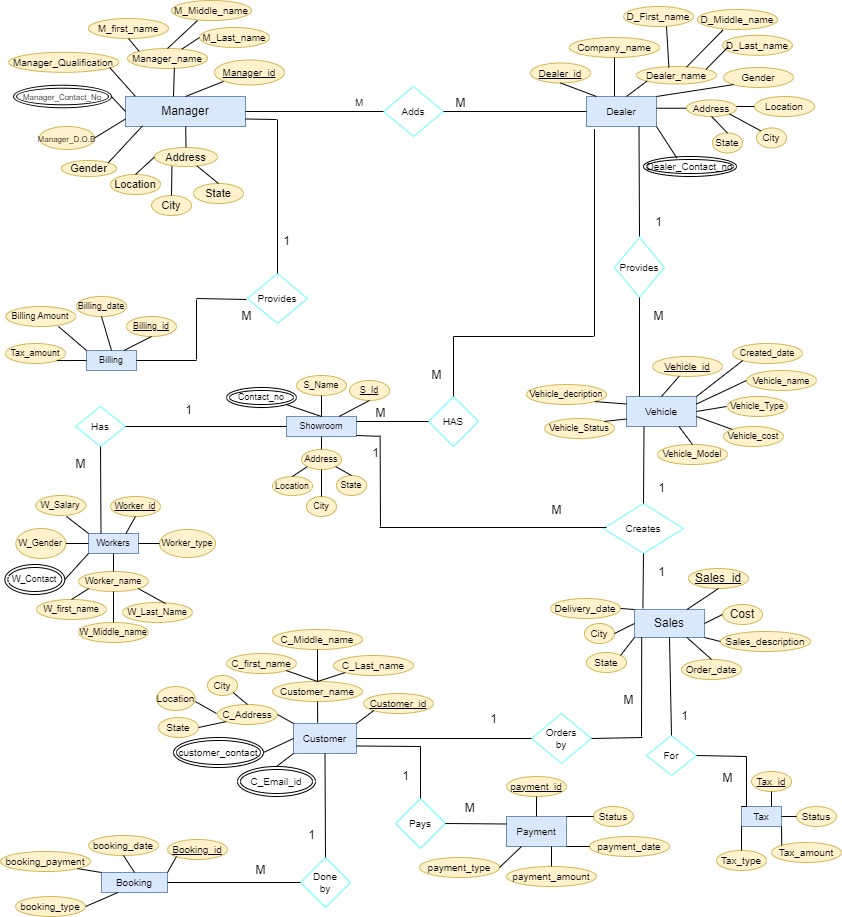 M_Middle_name
M_first_name
M_Last_name
Manager_name
Manager_Qualification
Manager_id
Manager_Contact_No
Manager
Manager_D.O.B
Gender
Address
Location
State
City
M
Adds
M
D_First_name
D_Middle_name
D_Last_name
Company_name
Dealer_id
Dealer_name
Gender
Dealer
Address
Location
City
State
Dealer_Contact_no
1
Provides
M
1
Provides
M
Billing_date
Billing Amount
Billing_id
Tax_amount
Billing
M
HAS
M
S_Name
S_Id
Contact_no
Showroom
1
Address
Location
State
City
1
Has
M
Vehicle_id
Created_date
Vehicle_name
Vehicle_decription
Vehicle
Vehicle_Type
Vehicle_Status
Vehicle_cost
Vehicle_Model
1
M
Creates
1
W_Salary
Worker_id
W_Gender
Workers
Worker_type
W_Contact
Worker_name
W_first_name
W_Last_Name
W_Middle_name
Sales_id
Delivery_date
Cost
Sales
City
Sales_description
State
Order_date
M
1
Orders
by
1
For
M
C_Middle_name
C_first_name
C_Last_name
Customer_name
City
Location
C_Address
Customer_id
State
Customer
customer_contact
C_Email_id
1
Pays
M
payment_id
Status
Payment
payment_date
payment_type
payment_amount
Tax_id
Tax
Status
Tax_type
Tax_amount
1
Done
by
M
booking_date
Booking_id
booking_payment
Booking
booking_type